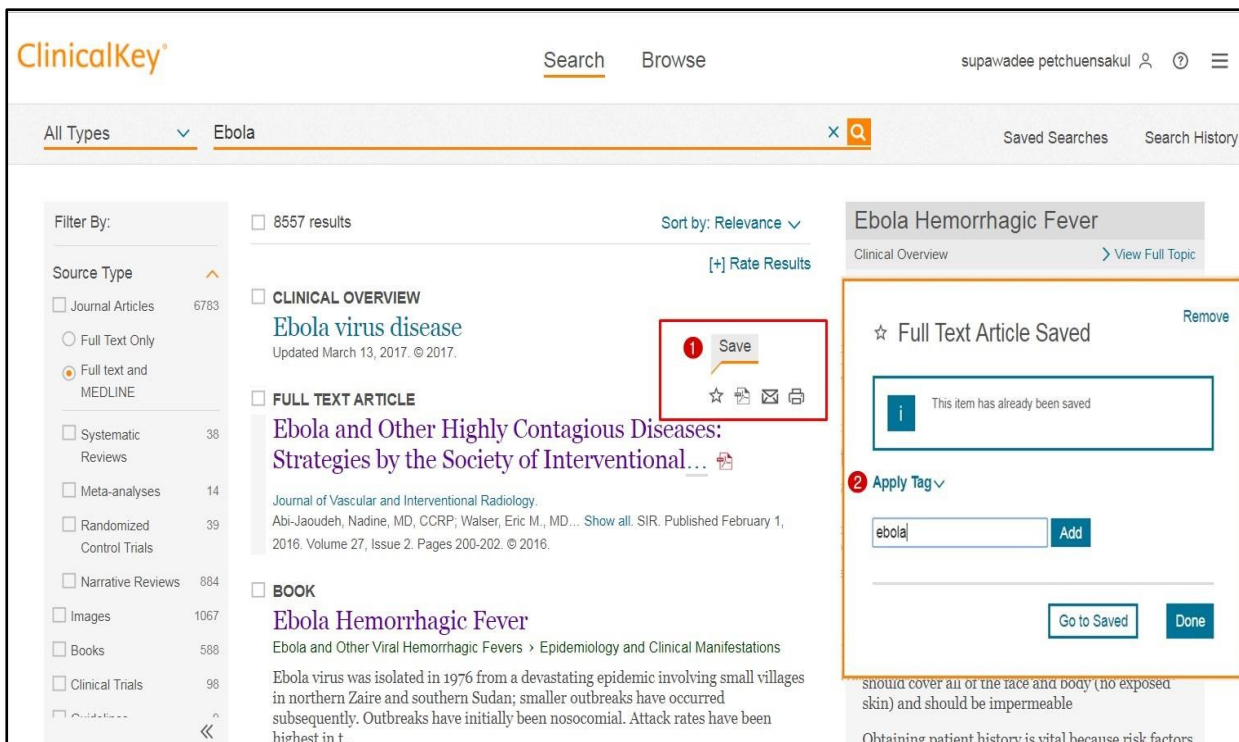 ClinicalKey®
Search Browse
supawadee petchuensakul
All Types
Ebola
Saved Searches
Search History
Filter By:
Source Type
Journal Articles 6783
Full Text Only
Full text and
MEDLINE
Systematic 38
Reviews
Meta-analyses 14
Randomized 39
Control Trials
Narrative Reviews 884
Images 1067
Books 588
Clinical Trials 98
8557 results
Sort by: Relevance
[+] Rate Results
CLINICAL OVERVIEW
Ebola virus disease
Updated March 13, 2017. © 2017.
1 Save
FULL TEXT ARTICLE
Ebola and Other Highly Contagious Diseases:
Strategies by the Society of Interventional...
Journal of Vascular and Interventional Radiology.
Abi-Jaoudeh, Nadine, MD, CCRP; Walser, Eric M., MD... Show all. SIR. Published February 1,
2016. Volume 27, Issue 2. Pages 200-202. © 2016.
BOOK
Ebola Hemorrhagic Fever
Ebola and Other Viral Hemorrhagic Fevers › Epidemiology and Clinical Manifestations
Ebola virus was isolated in 1976 from a devastating epidemic involving small villages
in northern Zaire and southern Sudan; smaller outbreaks have occurred
subsequently. Outbreaks have initially been nosocomial. Attack rates have been
highest in t
Ebola Hemorrhagic Fever
Clinical Overview
View Full Topic
Remove
Full Text Article Saved
i This item has already been saved
2 Apply Tag
ebola
Add
Go to Saved
Done
should cover all of the face and body (no exposed
skin) and should be impermeable
Obtaining patient history is vital because risk factors